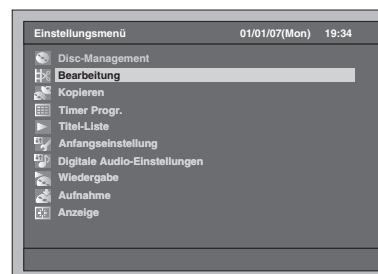 Einstellungsmenü 01/01/07(Mon) 19:34
Disc-Management
Bearbeitung
Kopieren
Timer Progr.
Titel-Liste
Anfangseinstellung
Digitale Audio-Einstellungen
Wiedergabe
Aufnahme
Anzeige